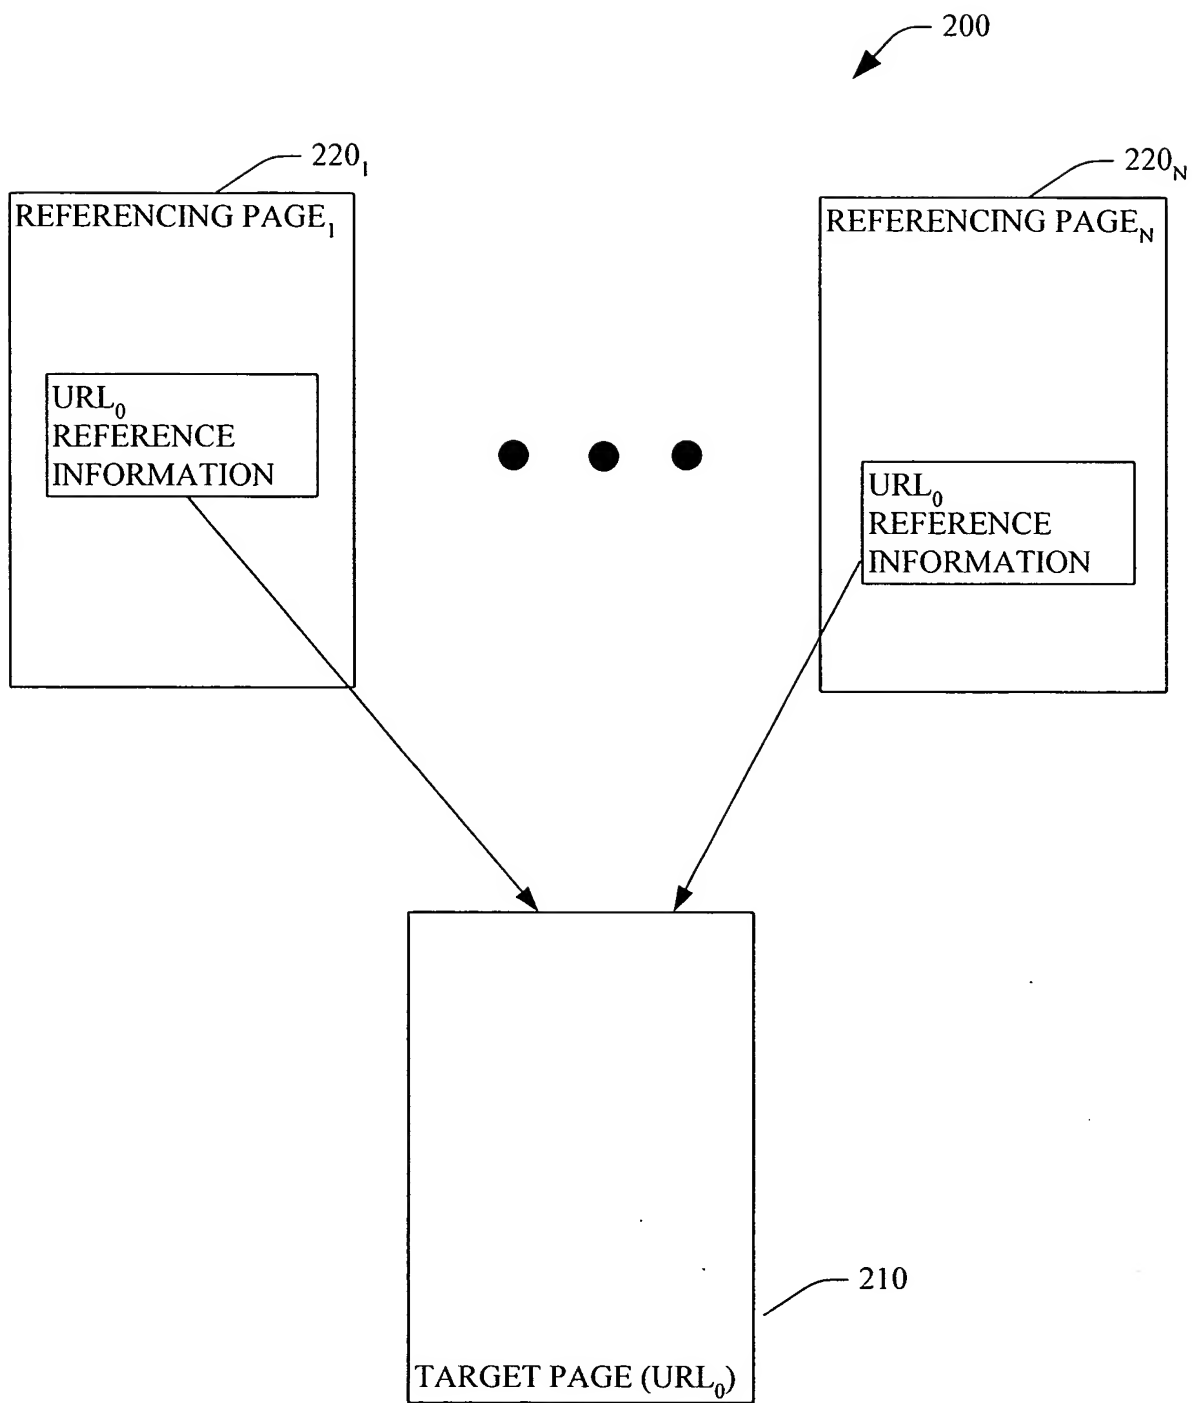 200
220₁
220ₙ
REFERENCING PAGE₁
REFERENCING PAGEₙ
URL₀
REFERENCE
INFORMATION
URL₀
REFERENCE
INFORMATION
210
TARGET PAGE (URL₀)